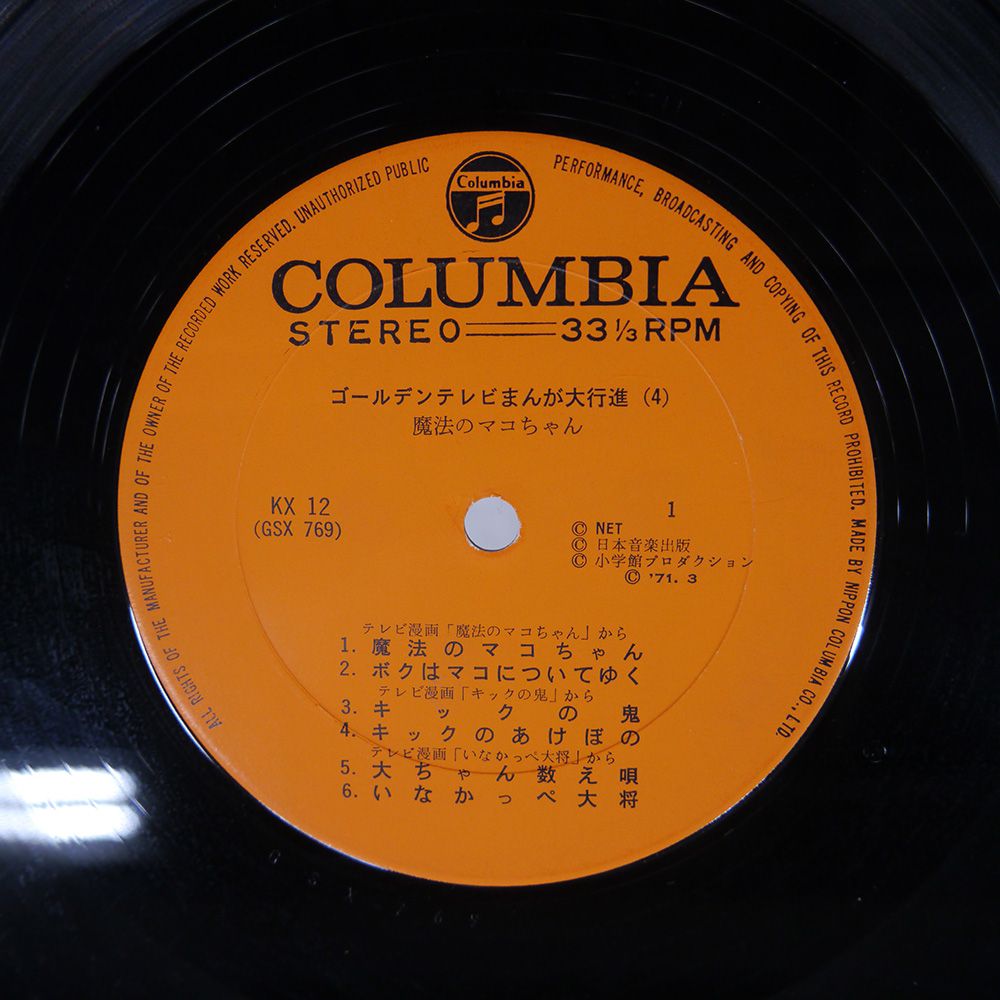 ALL RIGHTS OF THE MANUFACTURER AND OF THE OWNER OF THE RECORDED WORK RESERVED. UNAUTHORIZED PUBLIC PERFORMANCE, BROADCASTING AND COPYING OF THIS RECORD PROHIBITED. MADE BY NIPPON COLUMBIA CO., LTD.
Columbia
COLUMBIA
STEREO 33 1/3 RPM
ゴールデンテレビまんが大行進 (4)
魔法のマコちゃん
KX 12
(GSX 769)
1
Ⓒ NET
Ⓒ 日本音楽出版
Ⓒ 小学館プロダクション
Ⓒ '71. 3
テレビ漫画「魔法のマコちゃん」から
1. 魔法のマコちゃん
2. ボクはマコについてゆく
テレビ漫画「キックの鬼」から
3. キックの鬼
4. キックのあけぼの
テレビ漫画「いなかっぺ大将」から
5. 大ちゃん数え唄
6. いなかっぺ大将